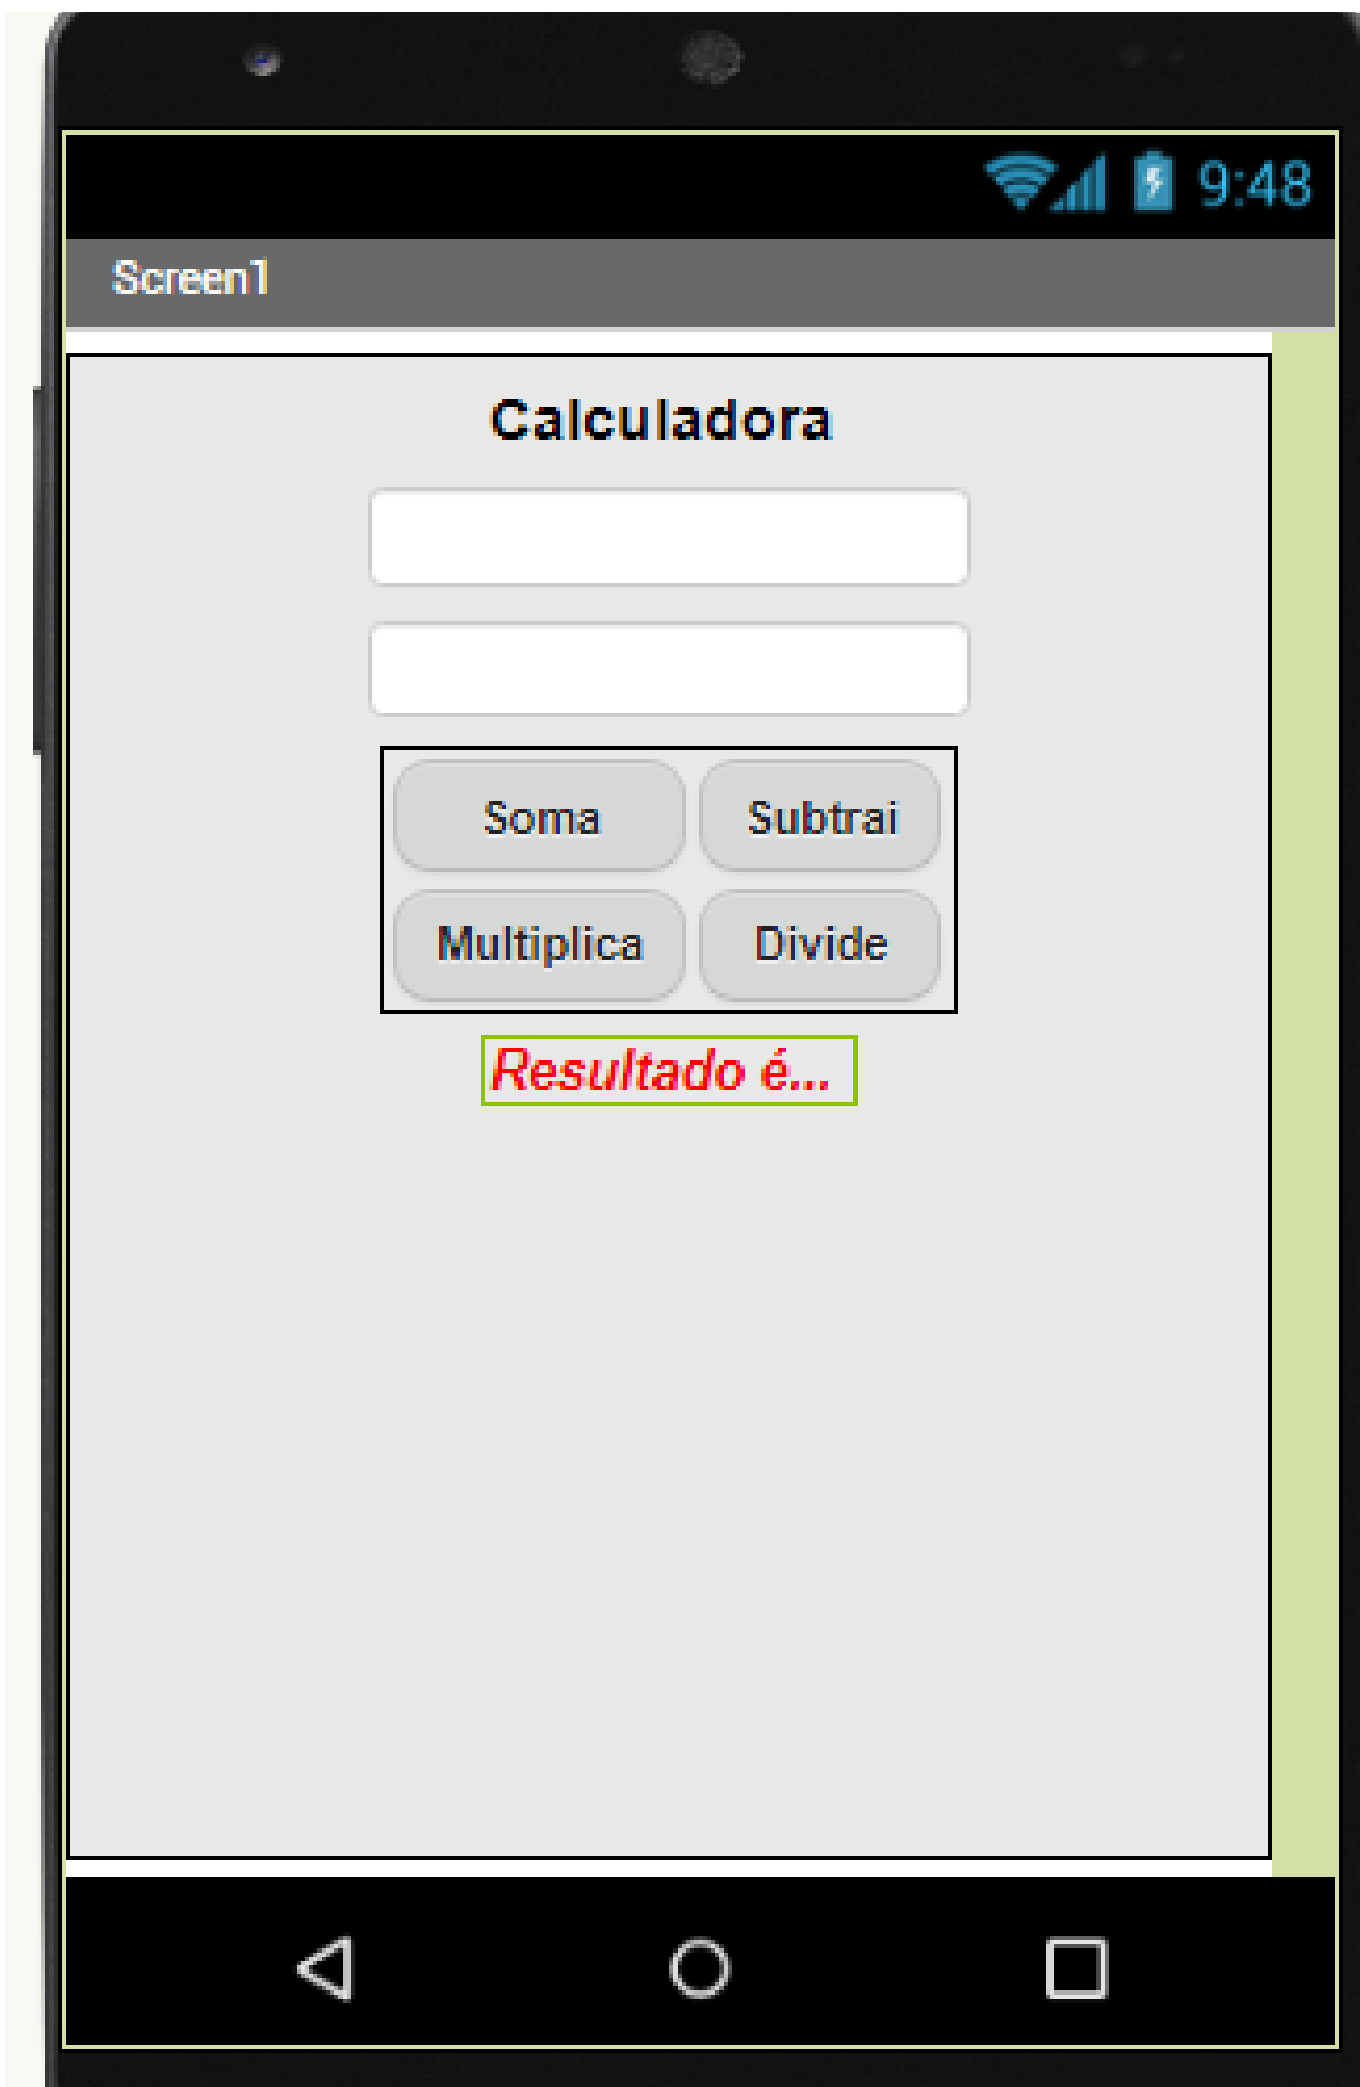 9:48
Screen1
Calculadora
Soma Subtrai
Multiplica Divide
Resultado é...